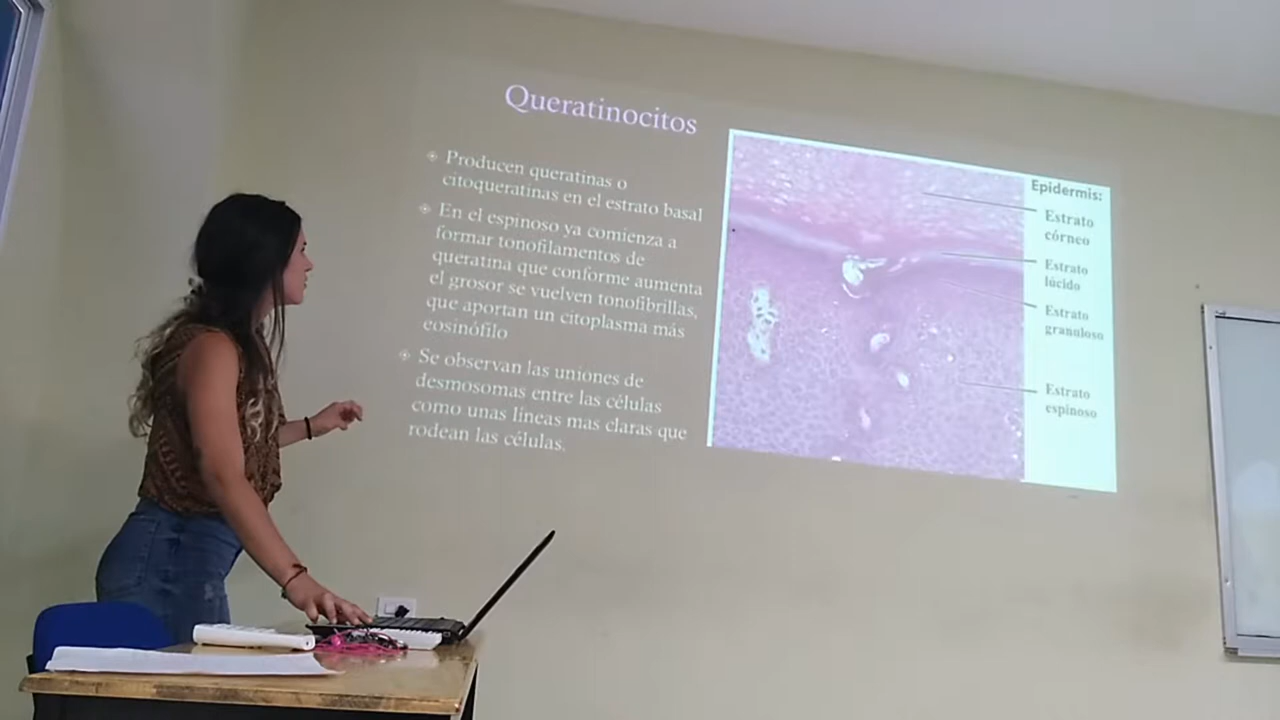 Queratinocitos
Producen queratinas o
citoqueratinas en el estrato basal
En el espinoso ya comienza a
formar tonofilamentos de
queratina que conforme aumenta
el grosor se vuelven tonofibrillas,
que aportan un citoplasma más
eosinófilo
Se observan las uniones de
desmosomas entre las células
como unas líneas mas claras que
rodean las células.
Epidermis:
Estrato
córneo
Estrato
lúcido
Estrato
granuloso
Estrato
espinoso